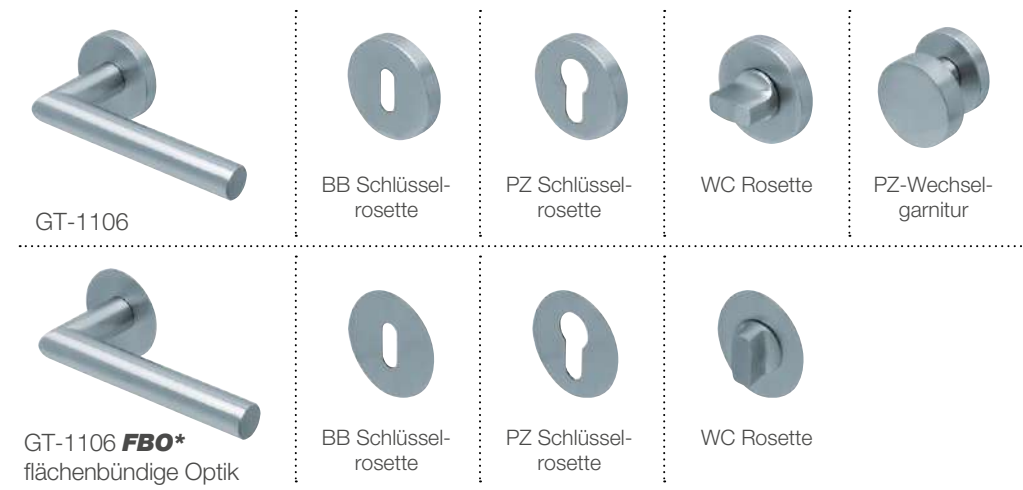 GT-1106
BB Schlüssel-
rosette
PZ Schlüssel-
rosette
WC Rosette
PZ-Wechsel-
garnitur
GT-1106 FBO*
flächenbündige Optik
BB Schlüssel-
rosette
PZ Schlüssel-
rosette
WC Rosette